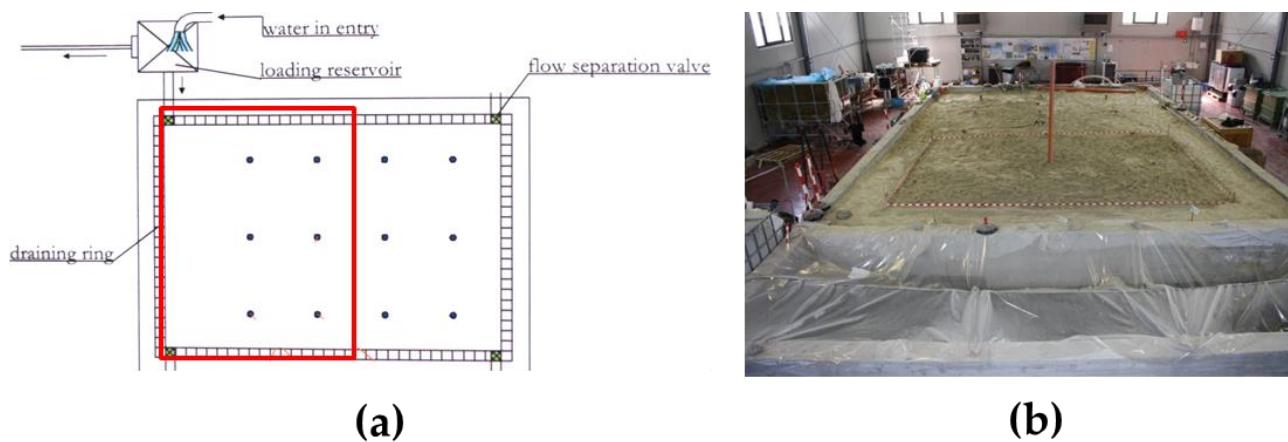 water in entry
loading reservoir
flow separation valve
draining ring
(a)
(b)